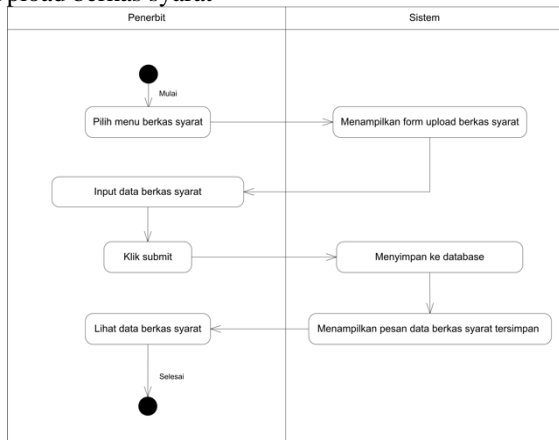 pload berkas syarat
Penerbit
Sistem
Mulai
Pilih menu berkas syarat
Menampilkan form upload berkas syarat
Input data berkas syarat
Klik submit
Menyimpan ke database
Lihat data berkas syarat
Menampilkan pesan data berkas syarat tersimpan
Selesai